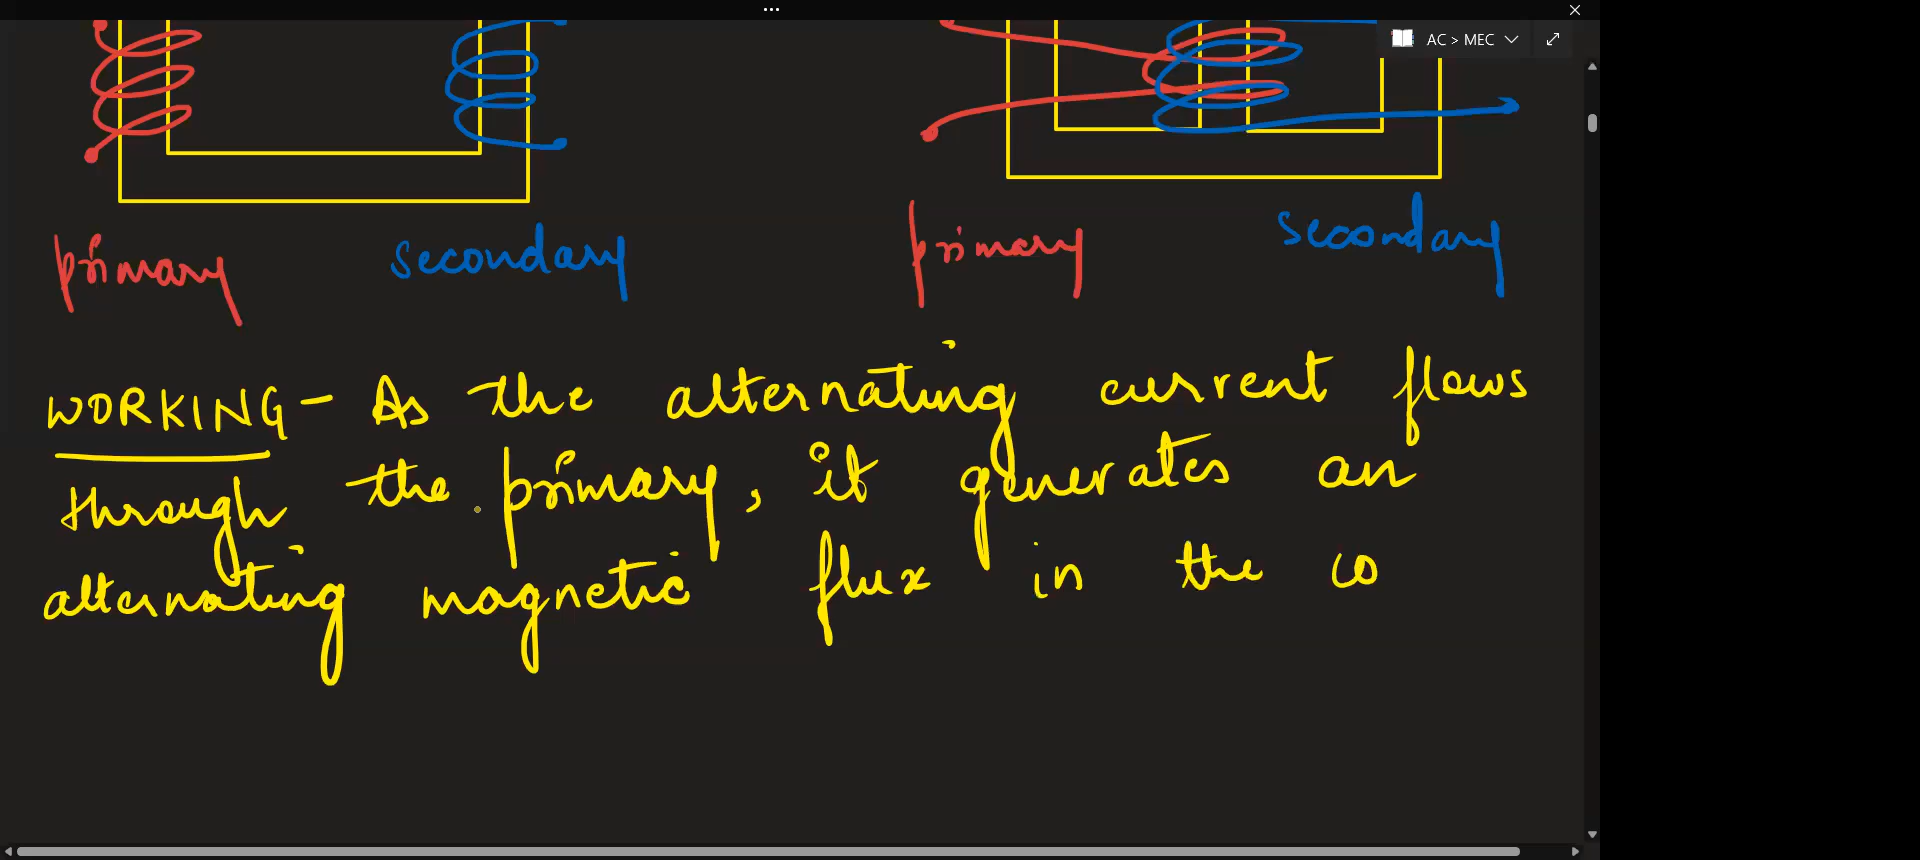 AC > MEC
primary secondary primary secondary
WORKING - As the alternating current flows
through the primary, it generates an
alternating magnetic flux in the co